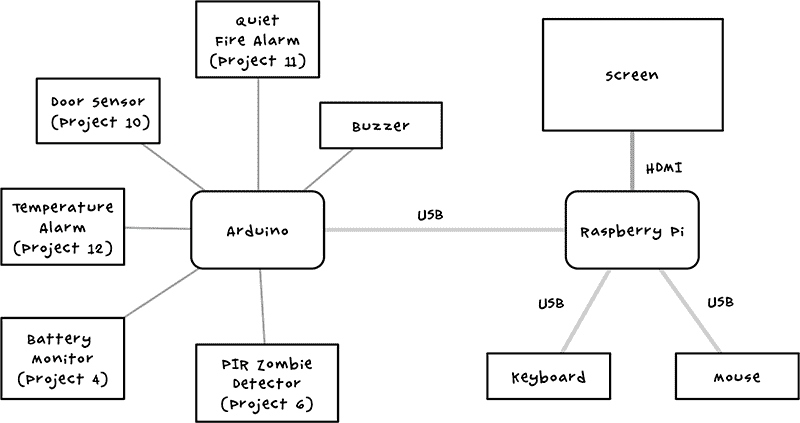 Quiet
Fire Alarm
(Project 11)
Screen
Door Sensor
(Project 10)
Buzzer
HDMI
Temperature
Alarm
(Project 12)
Arduino
USB
Raspberry Pi
USB
USB
Battery
Monitor
(Project 4)
PIR Zombie
Detector
(Project 6)
Keyboard
Mouse